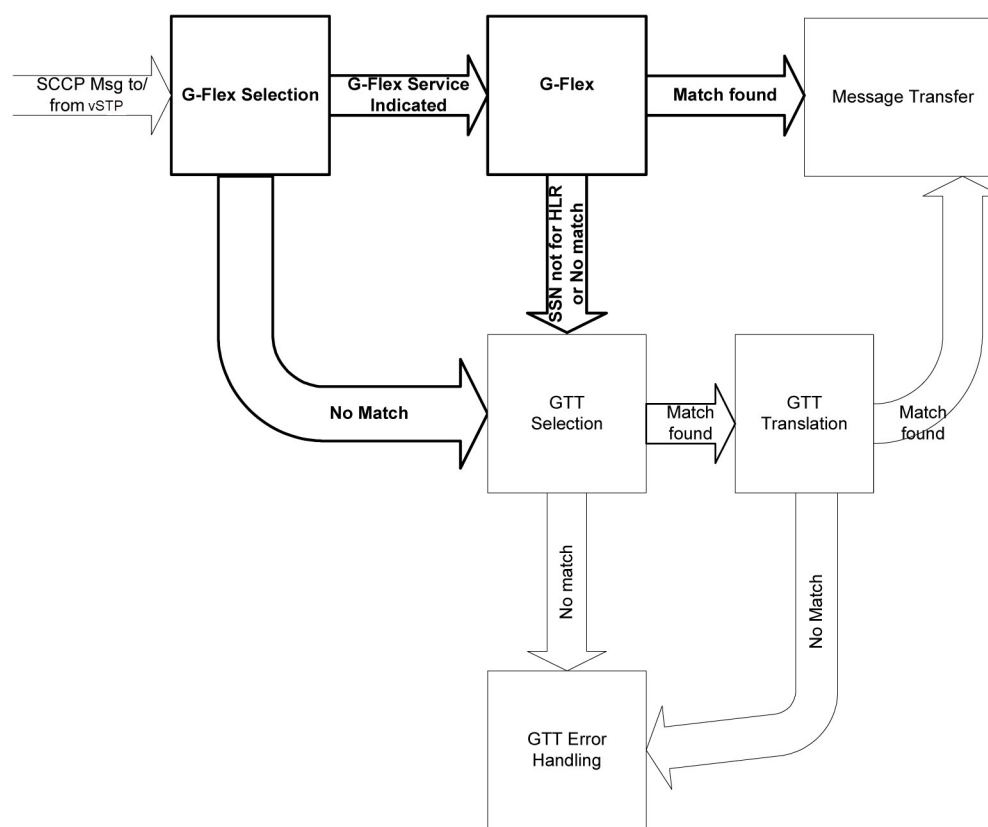 SCCP Msg to/
from vSTP
G-Flex Selection
G-Flex Service
Indicated
G-Flex
Match found
Message Transfer
SSN not for HLR
or No match
No Match
GTT
Selection
Match
found
GTT
Translation
Match
found
No match
No Match
GTT Error
Handling